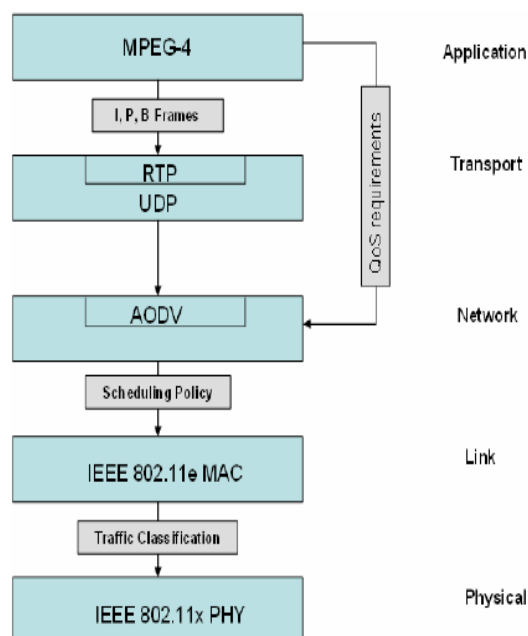 MPEG-4
Application
I, P, B Frames
QoS requirements
RTP
Transport
UDP
AODV
Network
Scheduling Policy
IEEE 802.11e MAC
Link
Traffic Classification
IEEE 802.11x PHY
Physical